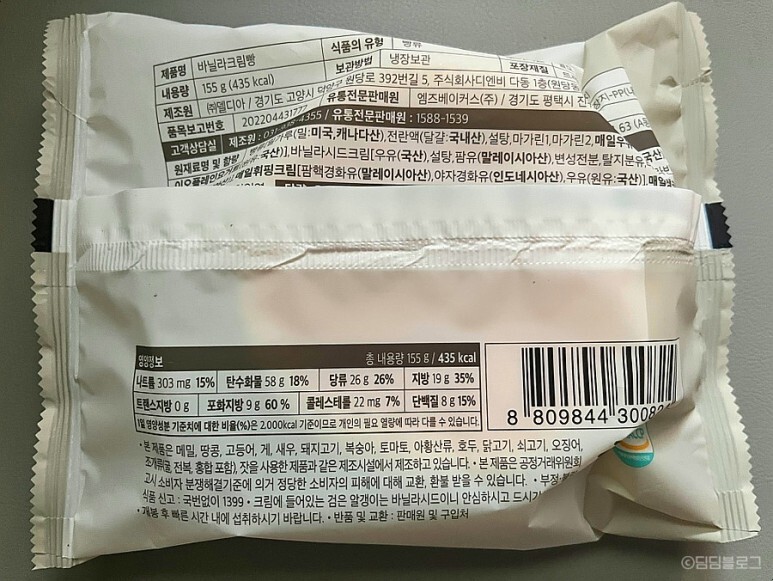 제품명 바닐라크림빵 식품의 유형
내용량 155 g (435 kcal) 보관방법 냉장보관 포장재질
제조원 ㈜델디아 / 경기도 고양시 덕양구 원당로 392번길 5, 주식회사디엔비 다동 1층(원당동
품목보고번호 202204431777 유통전문판매원 엠즈베이커스(주) / 경기도 평택시 진
고객상담실 제조원 : 031-938-4355 / 유통전문판매원 : 1588-1539
63
원재료명 및 함량 (밀:미국,캐나다산),전란액(달걀:국내산),설탕,마가린1,마가린2,매일우
국산)],바닐라시드크림[우유(국산),설탕,팜유(말레이시아산),변성전분,탈지분유
매일휘핑크림[팜핵경화유(말레이시아산),야자경화유(인도네시아산),우유(원유:국산)]
영양정보 총 내용량 155 g / 435 kcal
나트륨 303 mg 15% 탄수화물 58 g 18% 당류 26 g 26% 지방 19 g 35%
트랜스지방 0 g 포화지방 9 g 60 % 콜레스테롤 22 mg 7% 단백질 8 g 15%
1일 영양성분 기준치에 대한 비율(%)은 2,000kcal 기준이므로 개인의 필요 열량에 따라 다를 수 있습니다.
8 809844 3008
• 본 제품은 메밀, 땅콩, 고등어, 게, 새우, 돼지고기, 복숭아, 토마토, 아황산류, 호두, 닭고기, 쇠고기, 오징어,
조개류(굴, 전복, 홍합 포함), 잣을 사용한 제품과 같은 제조시설에서 제조하고 있습니다. • 본 제품은 공정거래위원회
고시 소비자 분쟁해결기준에 의거 정당한 소비자의 피해에 대해 교환, 환불 받을 수 있습니다. • 부정·불
식품 신고 : 국번없이 1399 • 크림에 들어있는 검은 알갱이는 바닐라시드이니 안심하시고 드시기
• 개봉 후 빠른 시간 내에 섭취하시기 바랍니다. • 반품 및 교환 : 판매원 및 구입처
©딤딤블로그